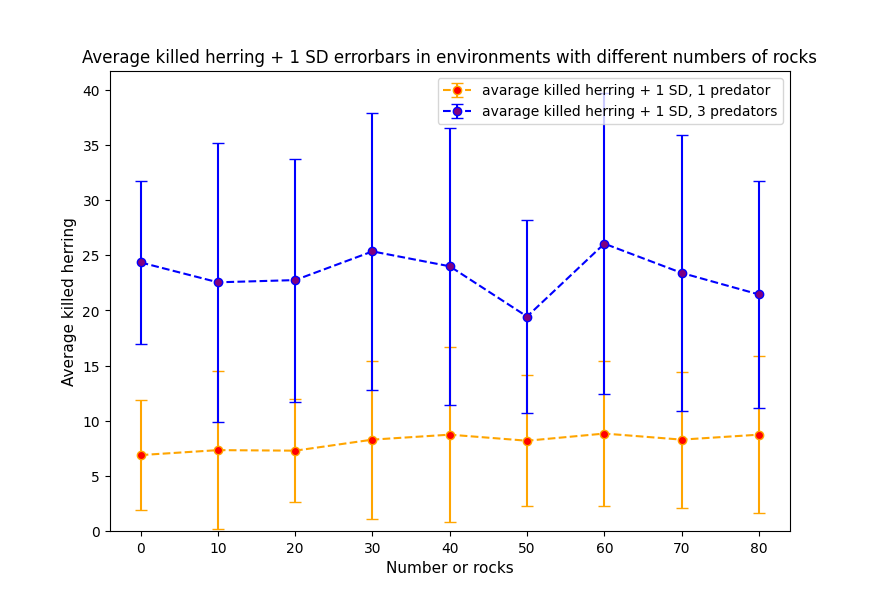 Average killed herring + 1 SD errorbars in environments with different numbers of rocks
avarage killed herring + 1 SD, 1 predator
avarage killed herring + 1 SD, 3 predators
Average killed herring
40
35
30
25
20
15
10
5
0
0 10 20 30 40 50 60 70 80
Number or rocks